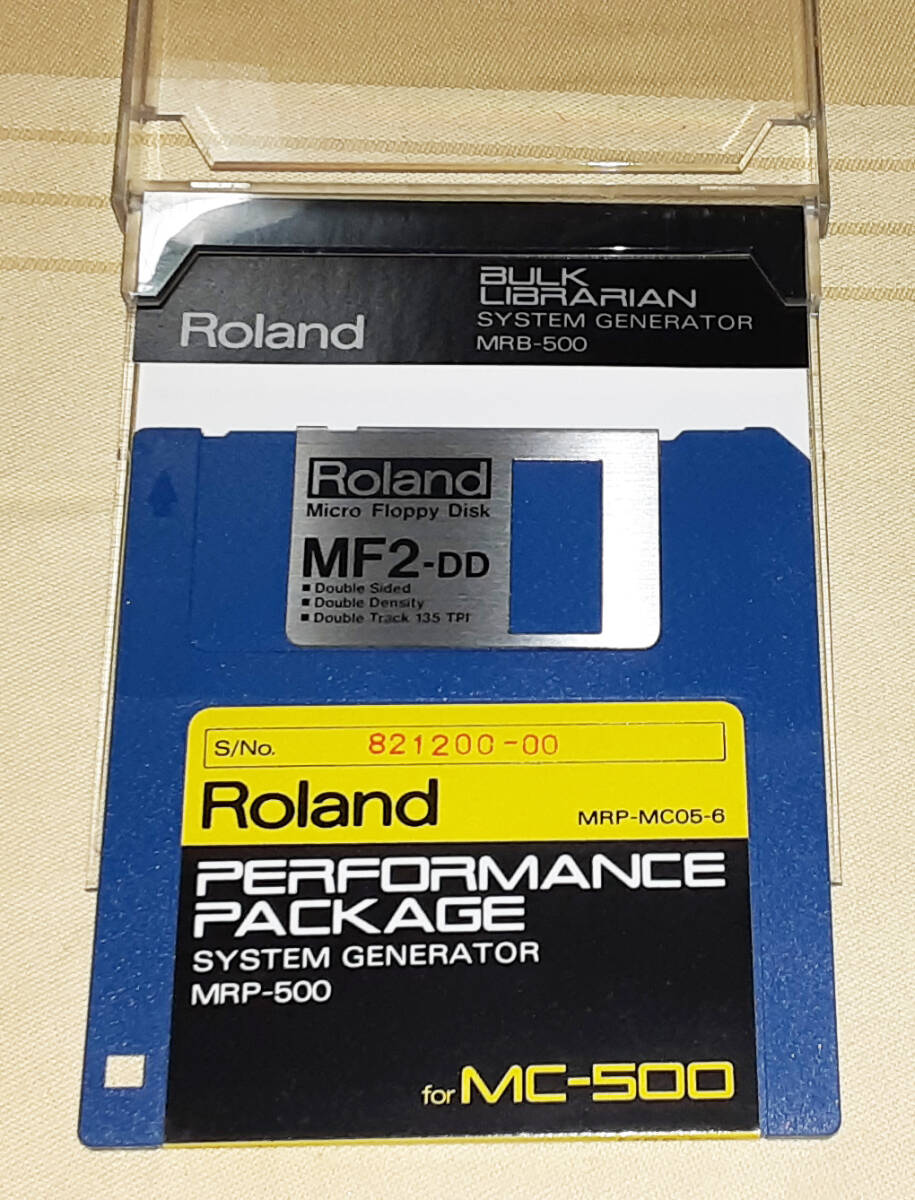 Roland
BULK
LIBRARIAN
SYSTEM GENERATOR
MRB-500
Roland
Micro Floppy Disk
MF2-DD
■ Double Sided
■ Double Density
■ Double Track 135 TPI
S/No. 821200-00
Roland MRP-MC05-6
PERFORMANCE
PACKAGE
SYSTEM GENERATOR
MRP-500
for MC-500